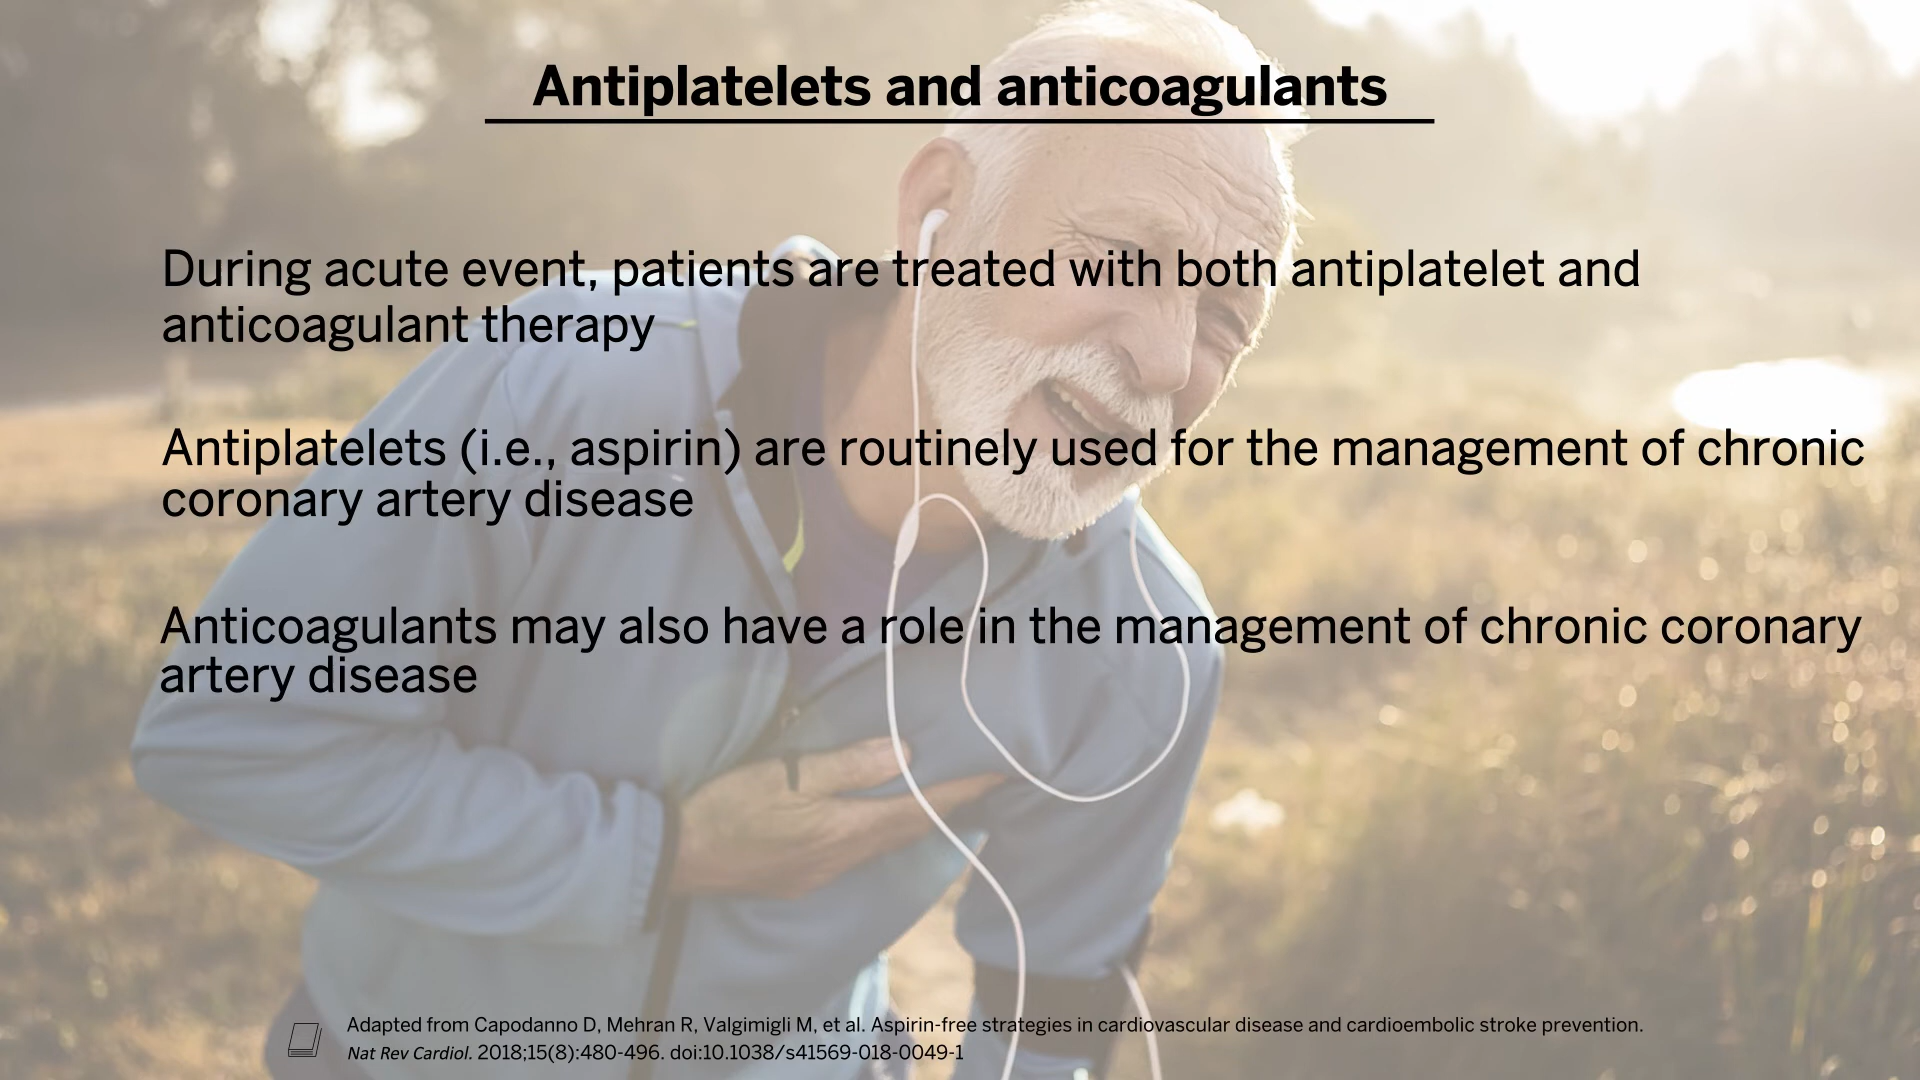 Antiplatelets and anticoagulants
During acute event, patients are treated with both antiplatelet and
anticoagulant therapy
Antiplatelets (i.e., aspirin) are routinely used for the management of chronic
coronary artery disease
Anticoagulants may also have a role in the management of chronic coronary
artery disease
Adapted from Capodanno D, Mehran R, Valgimigli M, et al. Aspirin-free strategies in cardiovascular disease and cardioembolic stroke prevention.
Nat Rev Cardiol. 2018;15(8):480-496. doi:10.1038/s41569-018-0049-1